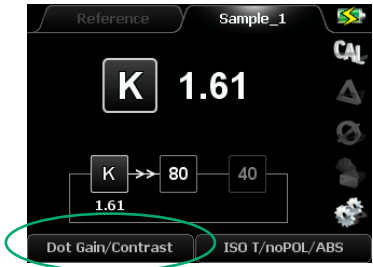 Reference Sample_1
CAL
K 1.61
K >> 80 40
1.61
Dot Gain/Contrast ISO T/noPOL/ABS